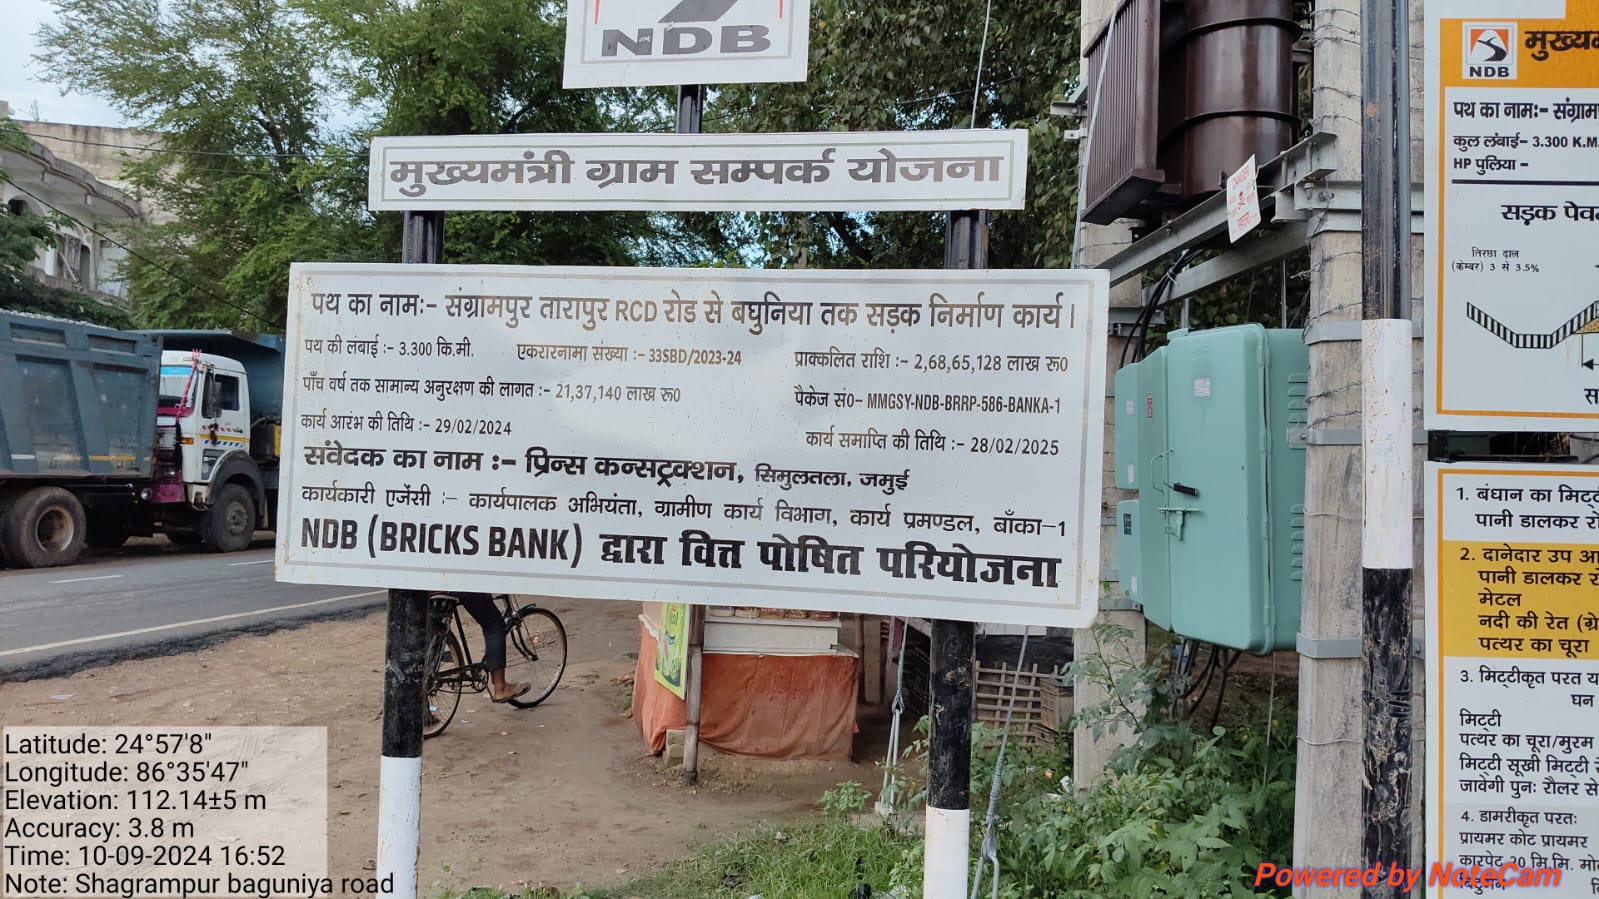 NDB
मुख्यमंत्री ग्राम सम्पर्क योजना
पथ का नामः- संग्रामपुर तारापुर RCD रोड से बघुनिया तक सड़क निर्माण कार्य।
पथ की लंबाई :- 3.300 कि.मी. एकरारनामा संख्या :- 33SBD/2023-24 प्राक्कलित राशि :- 2,68,65,128 लाख रू0
पाँच वर्ष तक सामान्य अनुरक्षण की लागत :- 21,37,140 लाख रू0 पैकेज सं0- MMGSY-NDB-BRRP-586-BANKA-1
कार्य आरंभ की तिथि :- 29/02/2024 कार्य समाप्ति की तिथि :- 28/02/2025
संवेदक का नाम :- प्रिन्स कन्सट्रक्शन, सिमुलतला, जमुई
कार्यकारी एजेंसी :- कार्यपालक अभियंता, ग्रामीण कार्य विभाग, कार्य प्रमण्डल, बाँका-1
NDB (BRICKS BANK) द्वारा वित्त पोषित परियोजना
DANGER
NDB
पथ का नामः- संग्राम
कुल लंबाई- 3.300 K.M.
HP पुलिया -
सड़क
तिरछा ढाल
(केम्बर) 3 से 3.5%
1. बंधान का
पानी डालकर
2. दानेदार उप
पानी डालकर
मेटल
नदी की रेत
पत्थर का चूरा
3. मिट्टीकृत परत
घन
मिट्टी
पत्थर का चूरा/मुरम
मिट्टी सूखी मिट्टी
जावेगी पुनः रौलर से
4. डामरीकृत परतः
प्रायमर कोट प्रायमर
कारपेट 20 मि.मि.
Latitude: 24°57'8"
Longitude: 86°35'47"
Elevation: 112.14±5 m
Accuracy: 3.8 m
Time: 10-09-2024 16:52
Note: Shagrampur baguniya road
Powered by NoteCam